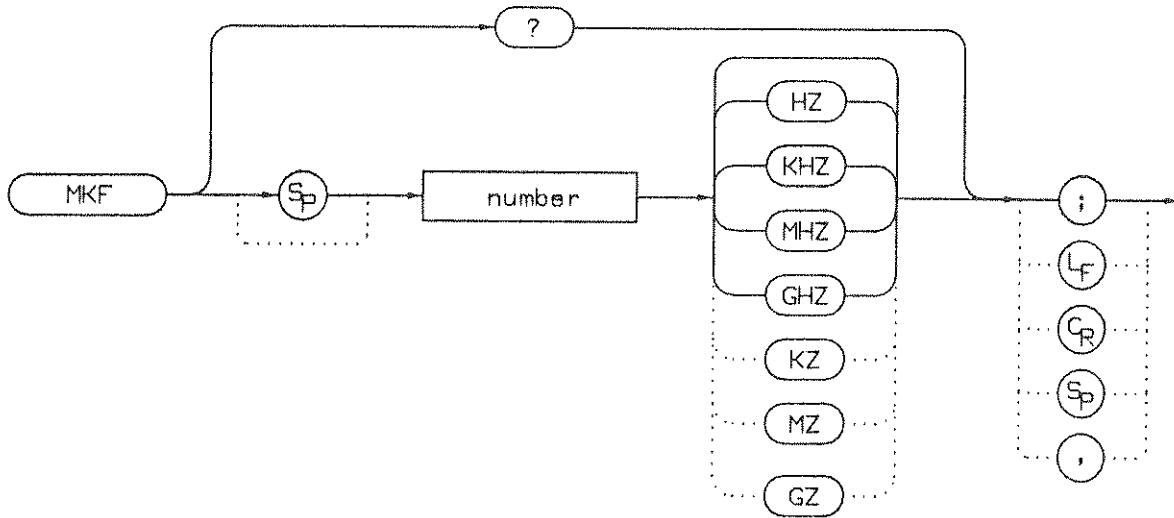 ?
HZ
KHZ
MKF SP number ;
MHZ
LF
GHZ
CR
KZ
SP
MZ
,
GZ